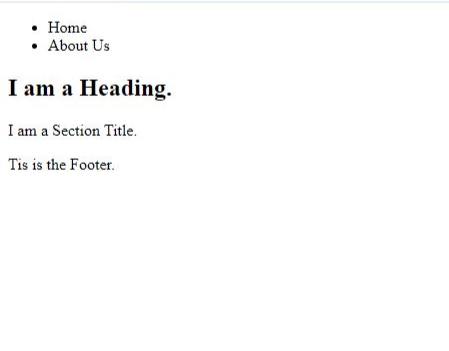 Home
About Us
I am a Heading.
I am a Section Title.
Tis is the Footer.